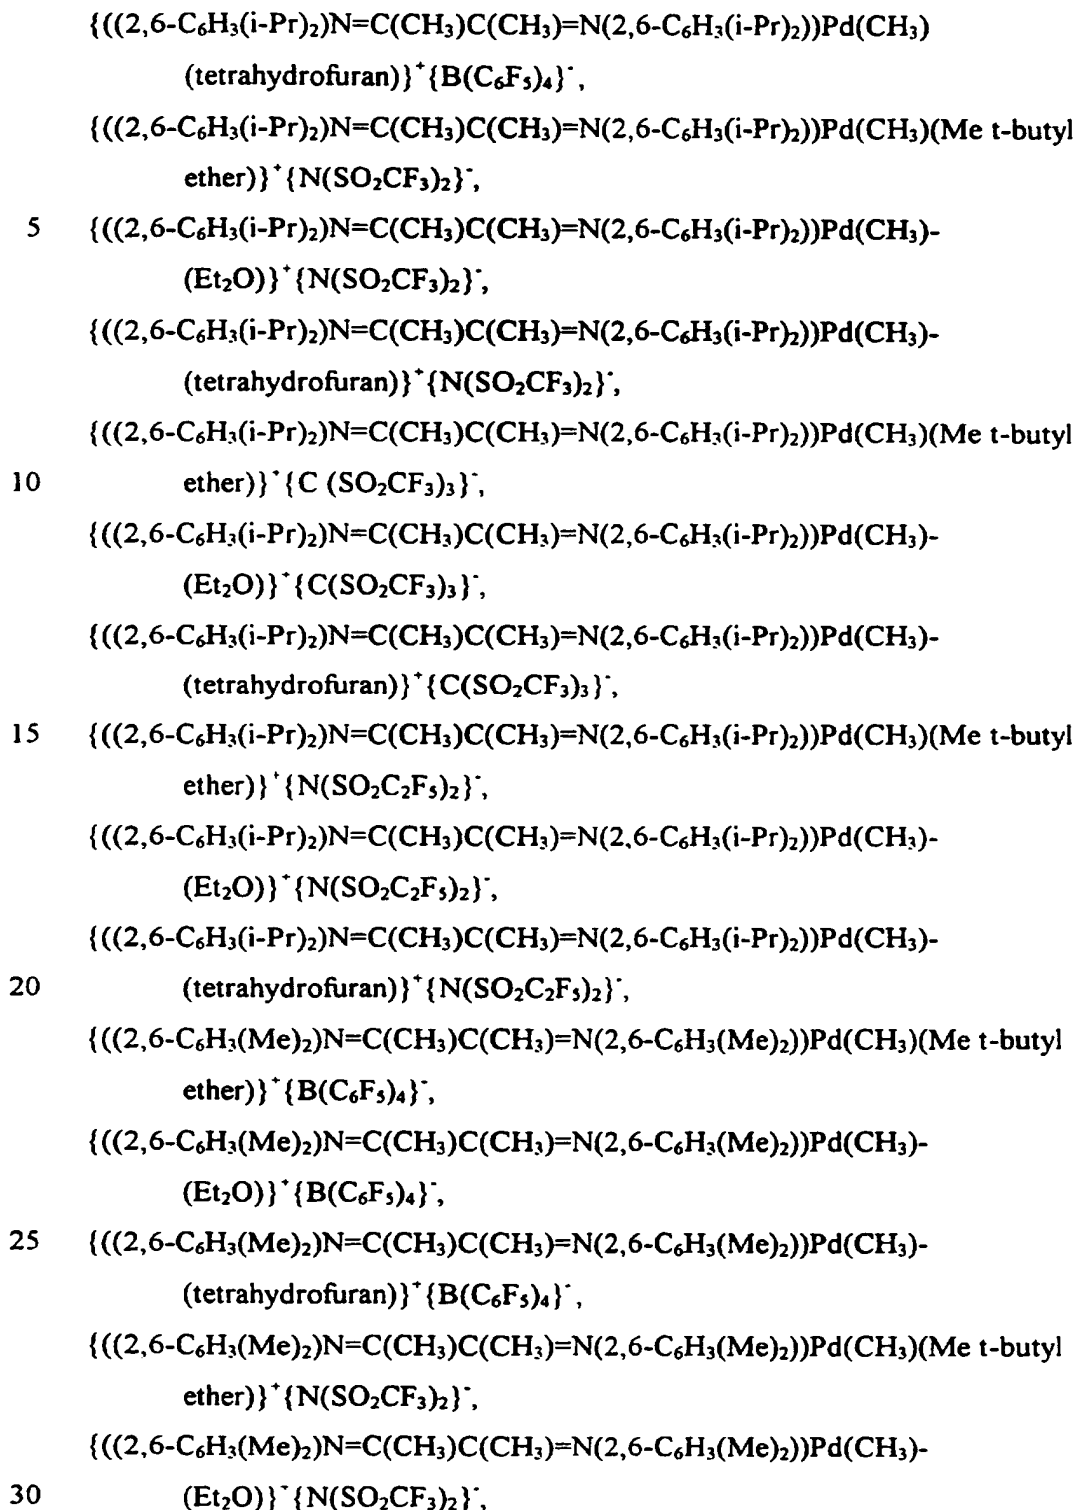 {((2,6-C₆H₃(i-Pr)₂)N=C(CH₃)C(CH₃)=N(2,6-C₆H₃(i-Pr)₂))Pd(CH₃)
(tetrahydrofuran)}⁺{B(C₆F₅)₄}⁻,
{((2,6-C₆H₃(i-Pr)₂)N=C(CH₃)C(CH₃)=N(2,6-C₆H₃(i-Pr)₂))Pd(CH₃)(Me t-butyl
ether)}⁺{N(SO₂CF₃)₂}⁻,
5 {((2,6-C₆H₃(i-Pr)₂)N=C(CH₃)C(CH₃)=N(2,6-C₆H₃(i-Pr)₂))Pd(CH₃)-
(Et₂O)}⁺{N(SO₂CF₃)₂}⁻,
{((2,6-C₆H₃(i-Pr)₂)N=C(CH₃)C(CH₃)=N(2,6-C₆H₃(i-Pr)₂))Pd(CH₃)-
(tetrahydrofuran)}⁺{N(SO₂CF₃)₂}⁻,
{((2,6-C₆H₃(i-Pr)₂)N=C(CH₃)C(CH₃)=N(2,6-C₆H₃(i-Pr)₂))Pd(CH₃)(Me t-butyl
10 ether)}⁺{C (SO₂CF₃)₃}⁻,
{((2,6-C₆H₃(i-Pr)₂)N=C(CH₃)C(CH₃)=N(2,6-C₆H₃(i-Pr)₂))Pd(CH₃)-
(Et₂O)}⁺{C(SO₂CF₃)₃}⁻,
{((2,6-C₆H₃(i-Pr)₂)N=C(CH₃)C(CH₃)=N(2,6-C₆H₃(i-Pr)₂))Pd(CH₃)-
(tetrahydrofuran)}⁺{C(SO₂CF₃)₃}⁻,
15 {((2,6-C₆H₃(i-Pr)₂)N=C(CH₃)C(CH₃)=N(2,6-C₆H₃(i-Pr)₂))Pd(CH₃)(Me t-butyl
ether)}⁺{N(SO₂C₂F₅)₂}⁻,
{((2,6-C₆H₃(i-Pr)₂)N=C(CH₃)C(CH₃)=N(2,6-C₆H₃(i-Pr)₂))Pd(CH₃)-
(Et₂O)}⁺{N(SO₂C₂F₅)₂}⁻,
{((2,6-C₆H₃(i-Pr)₂)N=C(CH₃)C(CH₃)=N(2,6-C₆H₃(i-Pr)₂))Pd(CH₃)-
20 (tetrahydrofuran)}⁺{N(SO₂C₂F₅)₂}⁻,
{((2,6-C₆H₃(Me)₂)N=C(CH₃)C(CH₃)=N(2,6-C₆H₃(Me)₂))Pd(CH₃)(Me t-butyl
ether)}⁺{B(C₆F₅)₄}⁻,
{((2,6-C₆H₃(Me)₂)N=C(CH₃)C(CH₃)=N(2,6-C₆H₃(Me)₂))Pd(CH₃)-
(Et₂O)}⁺{B(C₆F₅)₄}⁻,
25 {((2,6-C₆H₃(Me)₂)N=C(CH₃)C(CH₃)=N(2,6-C₆H₃(Me)₂))Pd(CH₃)-
(tetrahydrofuran)}⁺{B(C₆F₅)₄}⁻,
{((2,6-C₆H₃(Me)₂)N=C(CH₃)C(CH₃)=N(2,6-C₆H₃(Me)₂))Pd(CH₃)(Me t-butyl
ether)}⁺{N(SO₂CF₃)₂}⁻,
{((2,6-C₆H₃(Me)₂)N=C(CH₃)C(CH₃)=N(2,6-C₆H₃(Me)₂))Pd(CH₃)-
30 (Et₂O)}⁺{N(SO₂CF₃)₂}⁻,